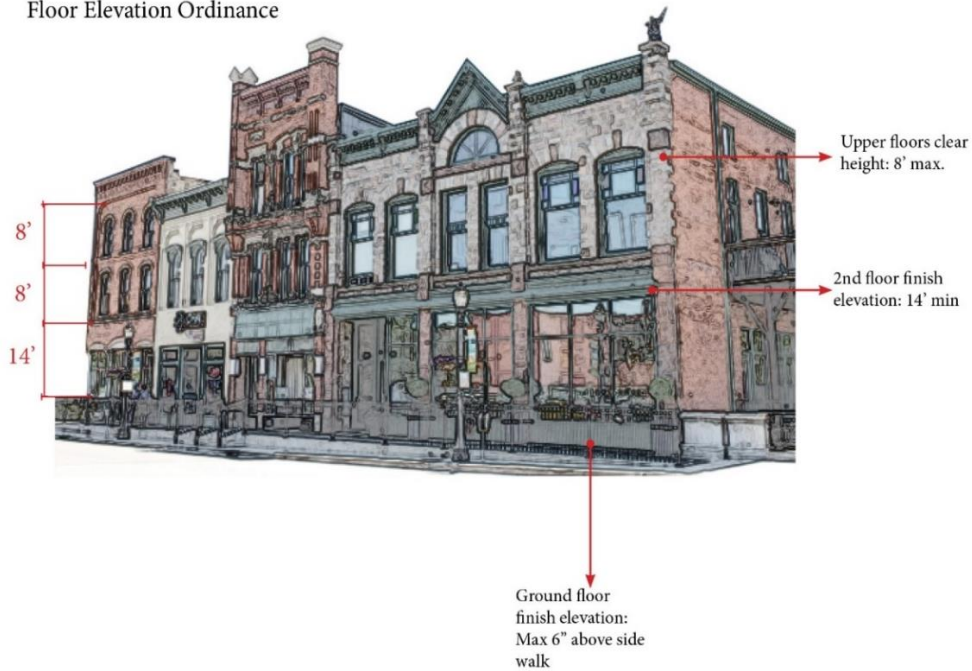 Floor Elevation Ordinance
Upper floors clear
height: 8’ max.
8’
8’
2nd floor finish
elevation: 14’ min
14’
Ground floor
finish elevation:
Max 6” above side
walk